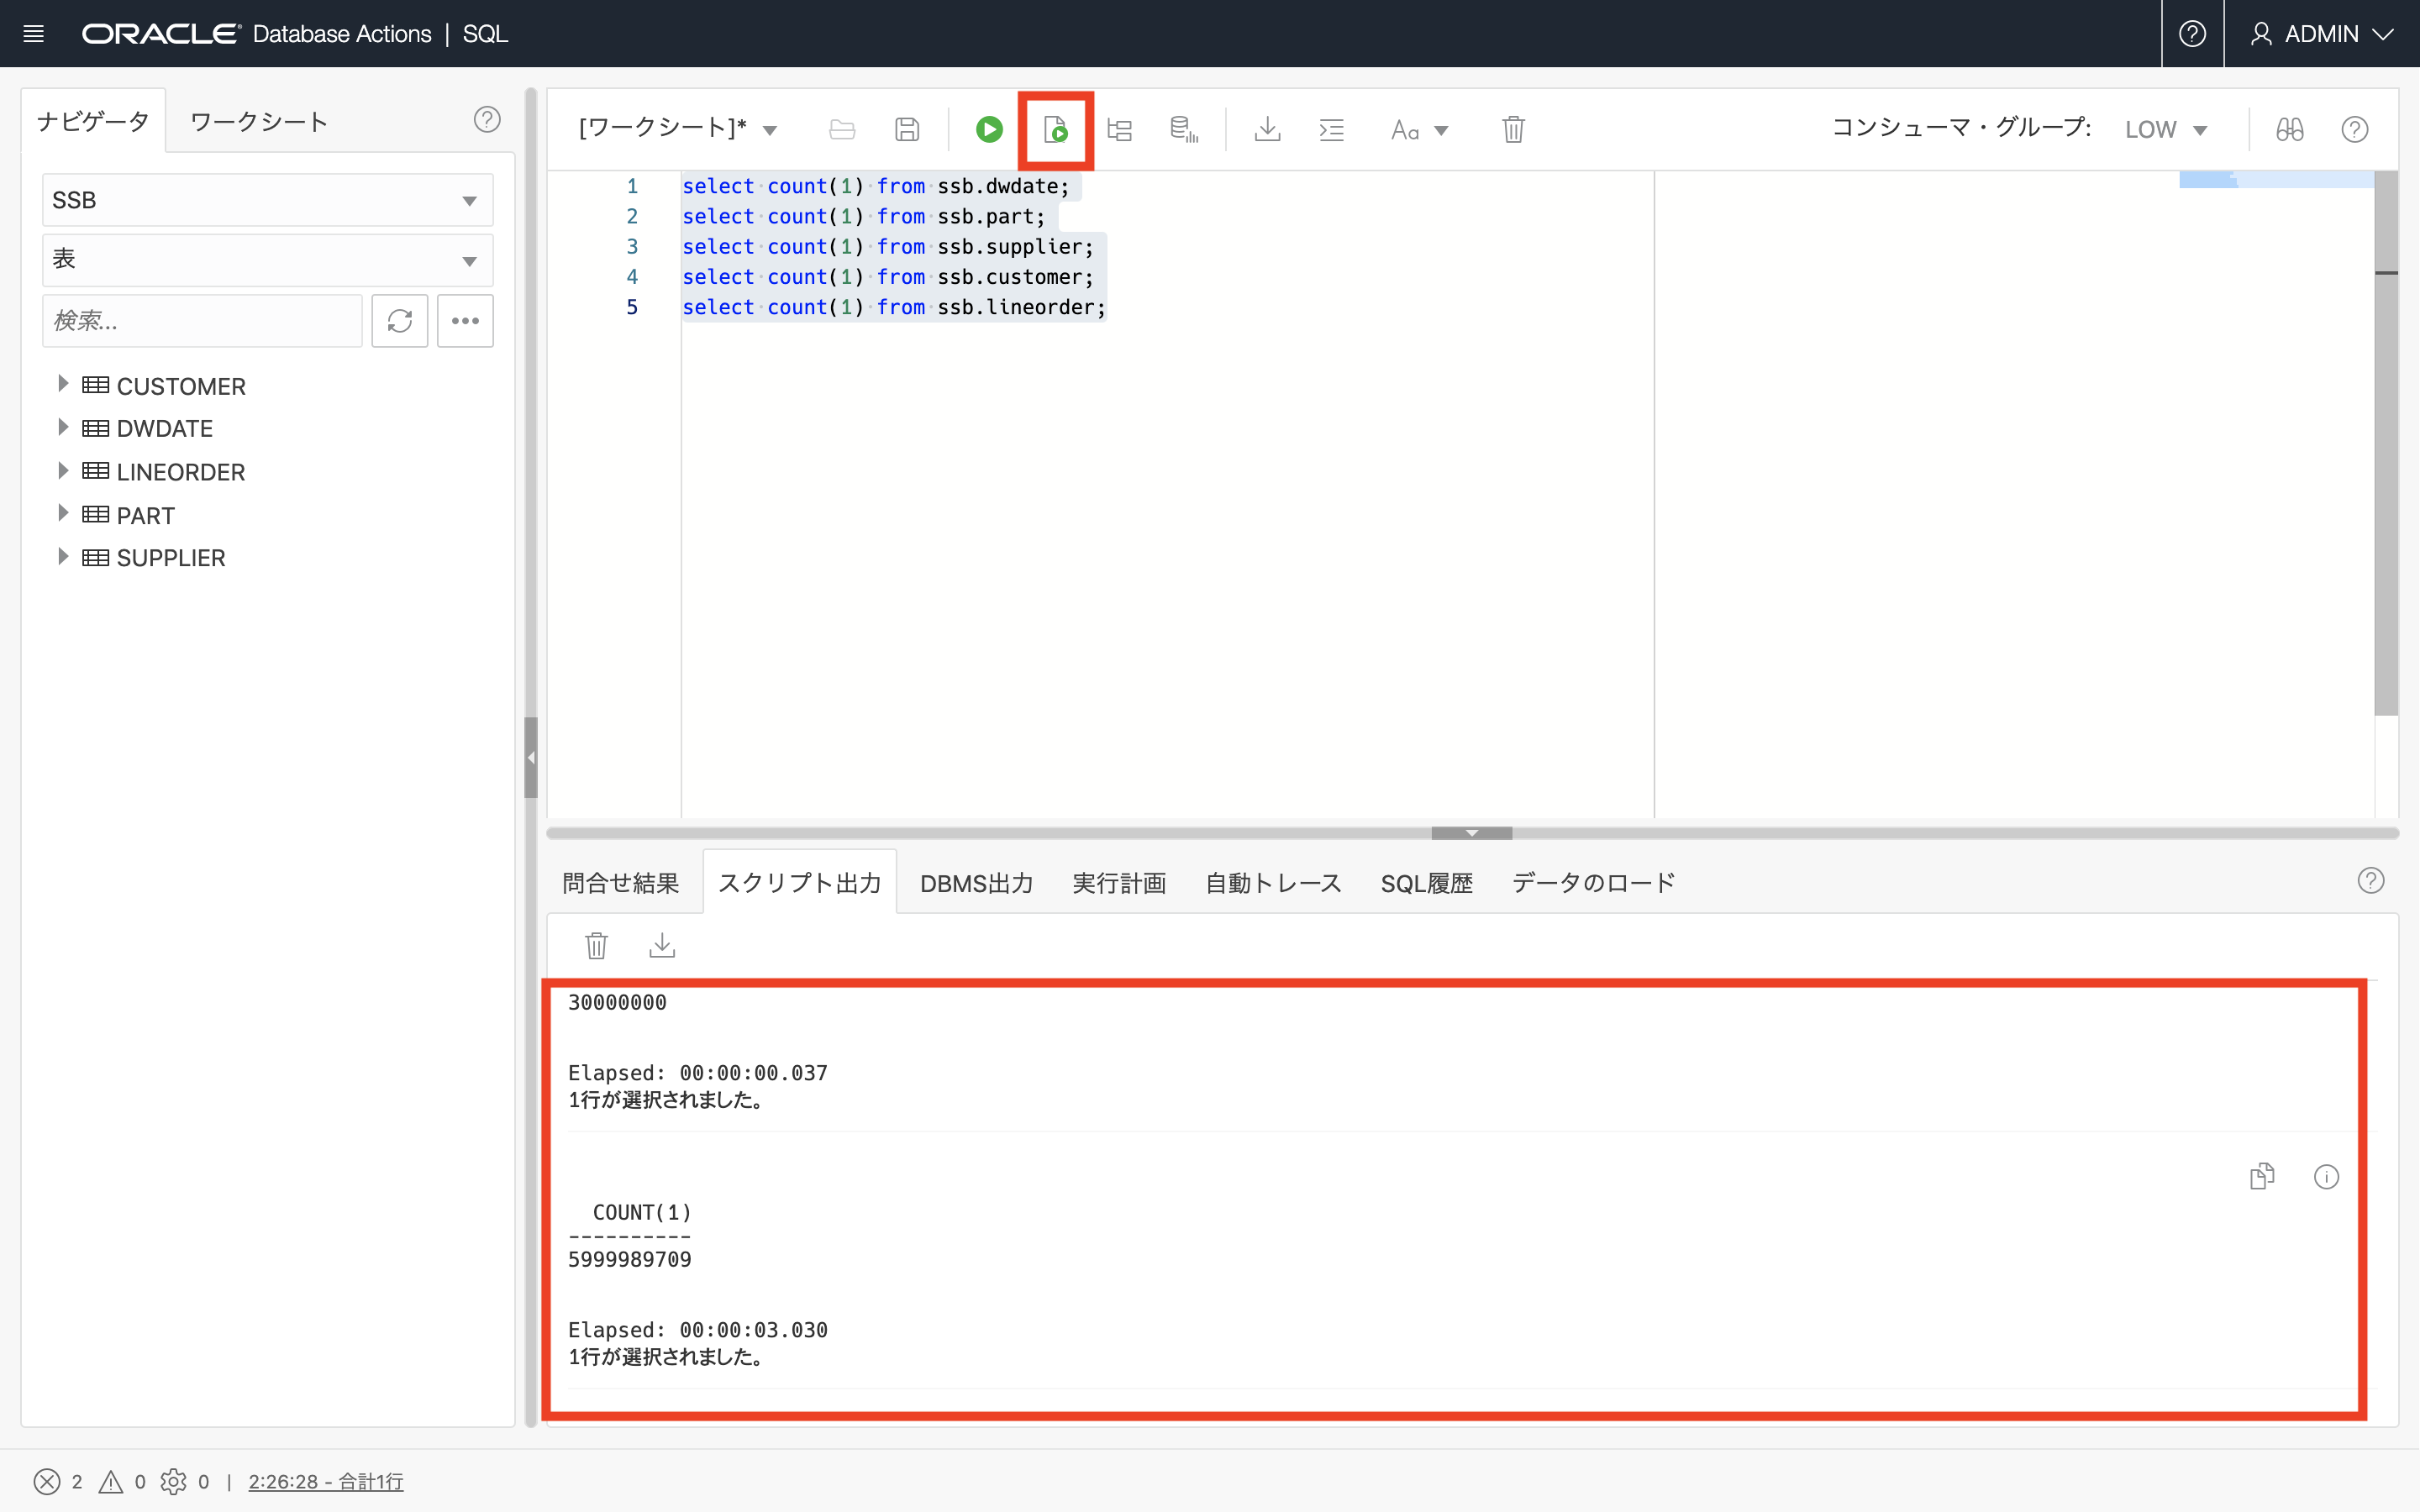 ORACLE Database Actions | SQL
ADMIN
ナビゲータ
ワークシート
SSB
表
検索...
CUSTOMER
DWDATE
LINEORDER
PART
SUPPLIER
[ワークシート]*
Aa
コンシューマ・グループ: LOW
1 select count(1) from ssb.dwdate;
2 select count(1) from ssb.part;
3 select count(1) from ssb.supplier;
4 select count(1) from ssb.customer;
5 select count(1) from ssb.lineorder;
問合せ結果 スクリプト出力 DBMS出力 実行計画 自動トレース SQL履歴 データのロード
30000000
Elapsed: 00:00:00.037
1行が選択されました。
COUNT(1)
----------
5999989709
Elapsed: 00:00:03.030
1行が選択されました。
2 0 0 | 2:26:28 - 合計1行